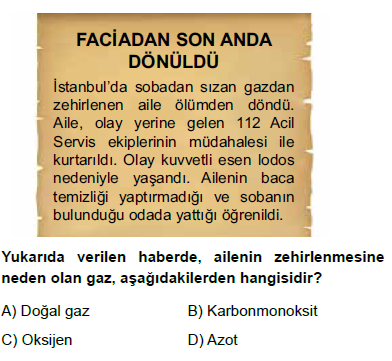 FACİADAN SON ANDA
DÖNÜLDÜ
İstanbul'da sobadan sızan gazdan
zehirlenen aile ölümden döndü.
Aile, olay yerine gelen 112 Acil
Servis ekiplerinin müdahalesi ile
kurtarıldı. Olay kuvvetli esen lodos
nedeniyle yaşandı. Ailenin baca
temizliği yaptırmadığı ve sobanın
bulunduğu odada yattığı öğrenildi.
Yukarıda verilen haberde, ailenin zehirlenmesine
neden olan gaz, aşağıdakilerden hangisidir?
A) Doğal gaz B) Karbonmonoksit
C) Oksijen D) Azot